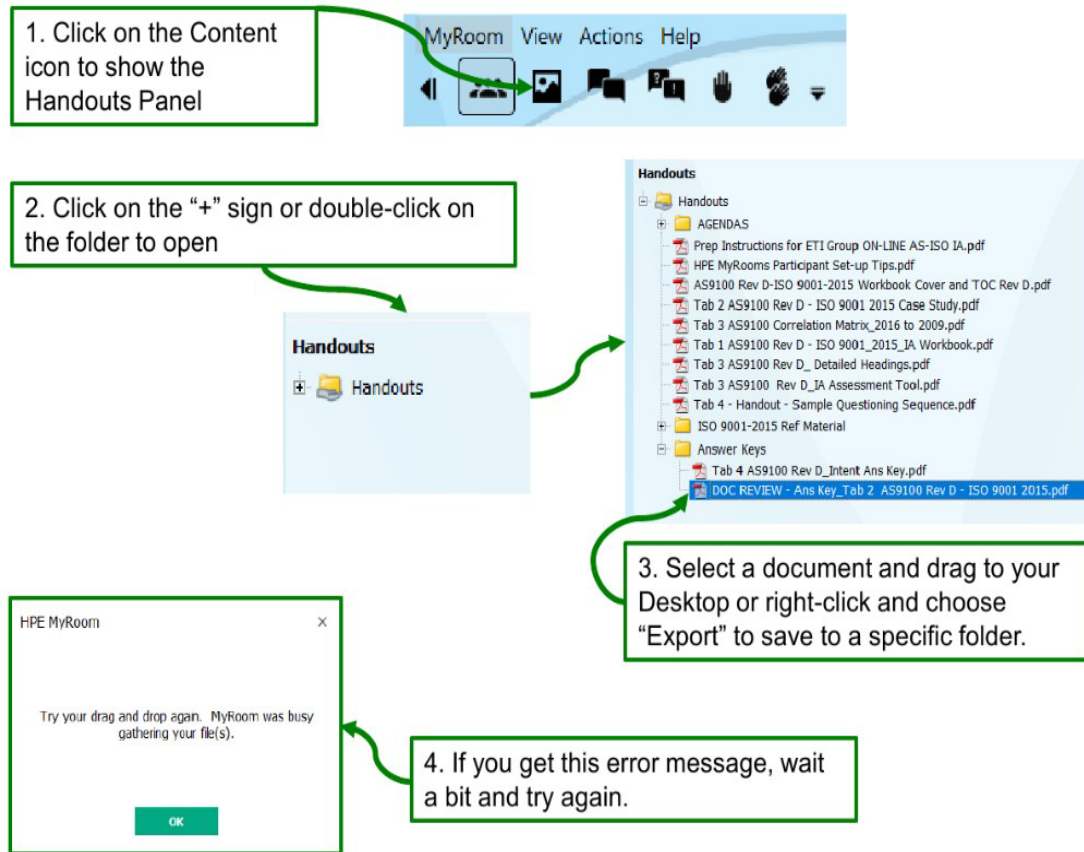 1. Click on the Content
icon to show the
Handouts Panel
MyRoom View Actions Help
2. Click on the “+” sign or double-click on
the folder to open
Handouts
Handouts
Handouts
Handouts
AGENDAS
Prep Instructions for ETI Group ON-LINE AS-ISO IA.pdf
HPE MyRooms Participant Set-up Tips.pdf
AS9100 Rev D-ISO 9001-2015 Workbook Cover and TOC Rev D.pdf
Tab 2 AS9100 Rev D - ISO 9001 2015 Case Study.pdf
Tab 3 AS9100 Correlation Matrix_2016 to 2009.pdf
Tab 1 AS9100 Rev D - ISO 9001_2015_IA Workbook.pdf
Tab 3 AS9100 Rev D_ Detailed Headings.pdf
Tab 3 AS9100 Rev D_IA Assessment Tool.pdf
Tab 4 - Handout - Sample Questioning Sequence.pdf
ISO 9001-2015 Ref Material
Answer Keys
Tab 4 AS9100 Rev D_Intent Ans Key.pdf
DOC REVIEW - Ans Key_Tab 2 AS9100 Rev D - ISO 9001 2015.pdf
3. Select a document and drag to your
Desktop or right-click and choose
“Export” to save to a specific folder.
HPE MyRoom
Try your drag and drop again. MyRoom was busy
gathering your file(s).
OK
4. If you get this error message, wait
a bit and try again.